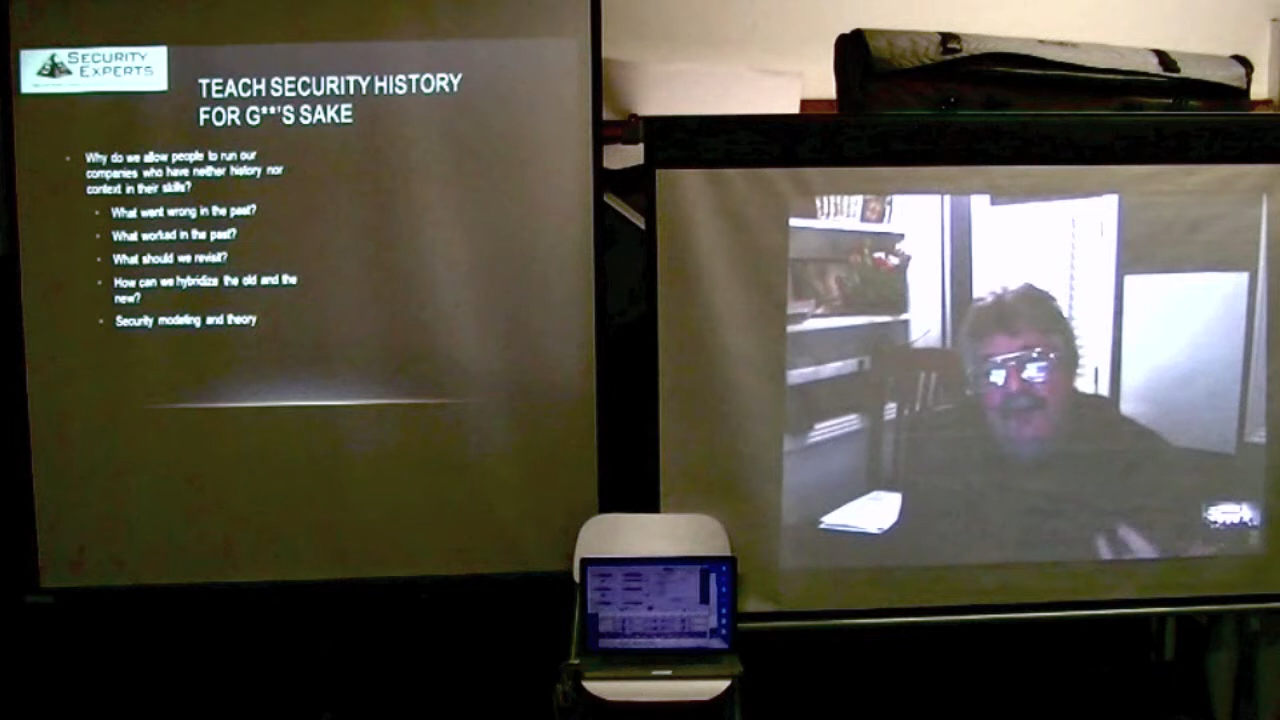 SECURITY
EXPERTS
TEACH SECURITY HISTORY
FOR G**'S SAKE
Why do we allow people to run our
companies who have neither history nor
context in their skills?
What went wrong in the past?
What worked in the past?
What should we revisit?
How can we hybridize the old and the
new?
Security modeling and theory